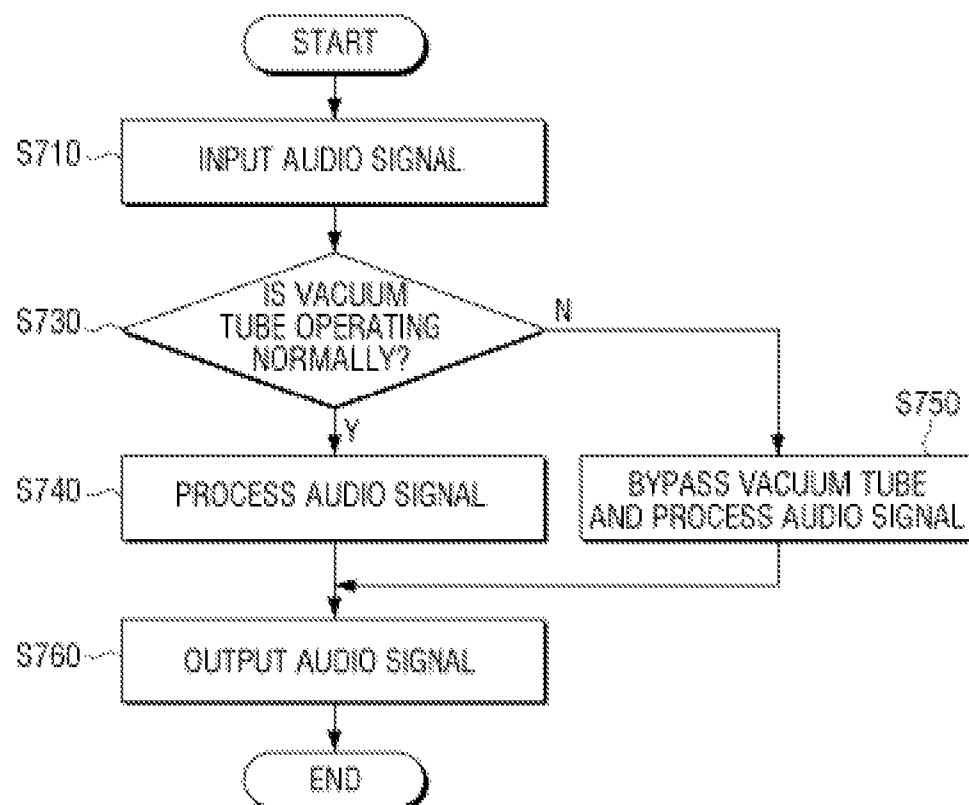 START
S710
INPUT AUDIO SIGNAL
S730
IS VACUUM
TUBE OPERATING
NORMALLY?
N
Y
S740
PROCESS AUDIO SIGNAL
S750
BYPASS VACUUM TUBE
AND PROCESS AUDIO SIGNAL
S760
OUTPUT AUDIO SIGNAL
END